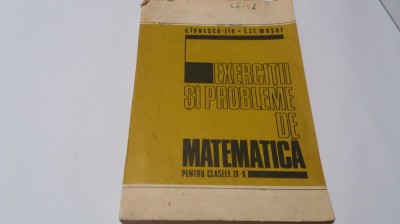 C.IONESCU-ȚIU • I.ST. MUȘAT
EXERCIȚII
ȘI PROBLEME
DE
MATEMATICĂ
PENTRU CLASELE IX-X